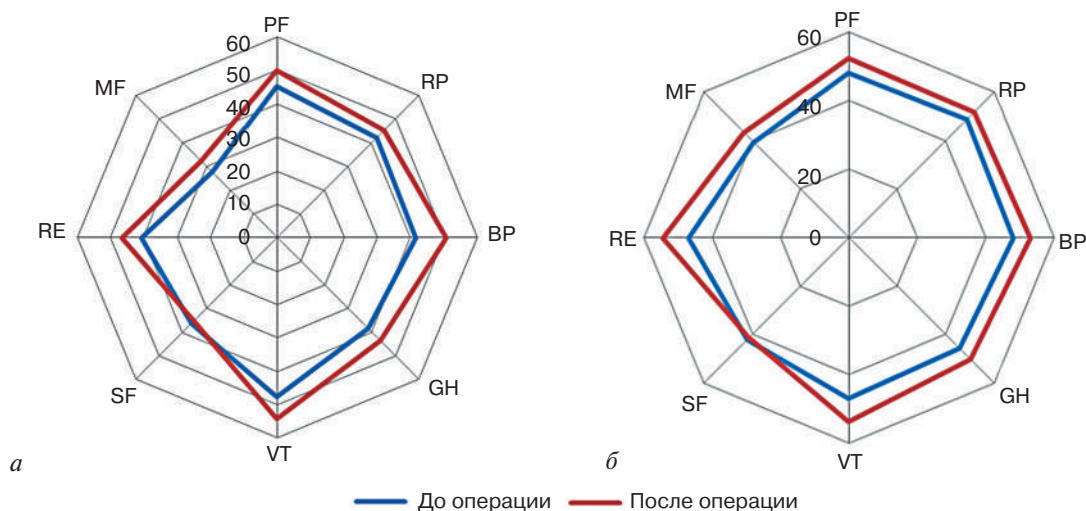 PF
60
50
40
30
20
10
0
MF
RP
RE
BP
SF
GH
VT
а
PF
60
40
20
0
MF
RP
RE
BP
SF
GH
VT
б
До операции
После операции